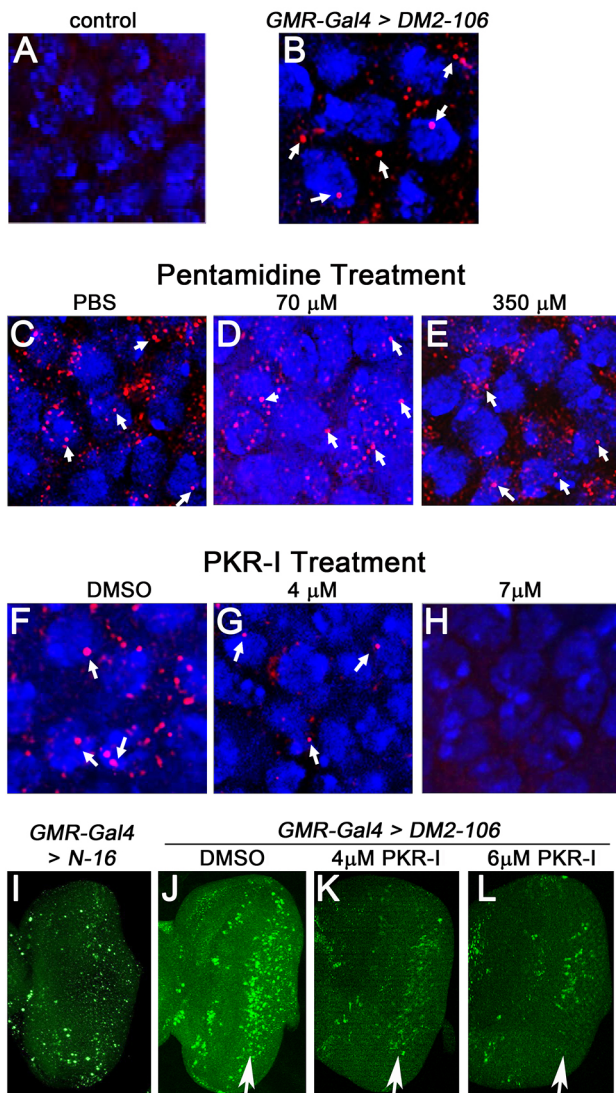 control
GMR-Gal4 > DM2-106
A
B
Pentamidine Treatment
PBS
70 μM
350 μM
C
D
E
PKR-I Treatment
DMSO
4 μM
7μM
F
G
H
GMR-Gal4
> N-16
GMR-Gal4 > DM2-106
DMSO
4μM PKR-I
6μM PKR-I
I
J
K
L